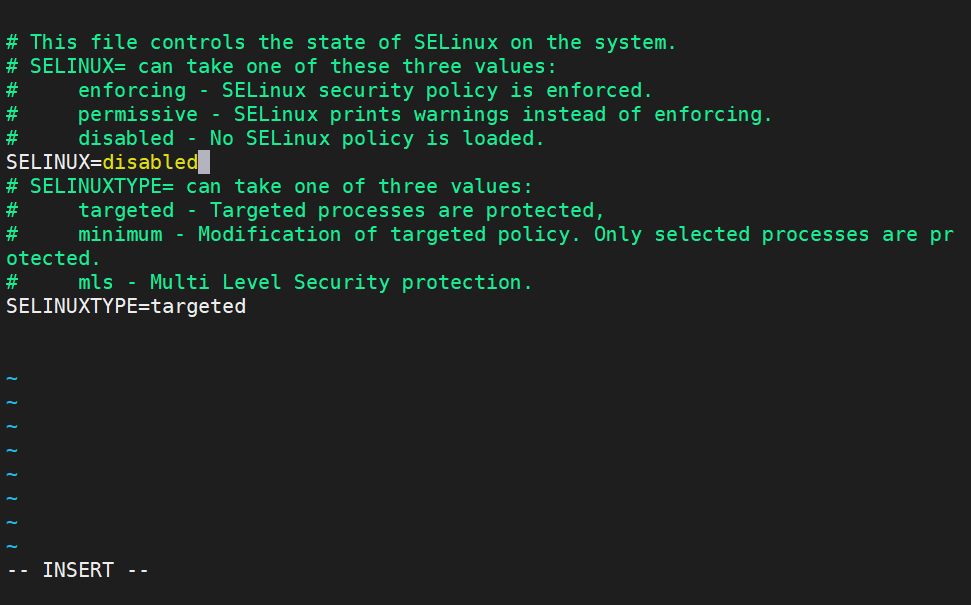 # This file controls the state of SELinux on the system.
# SELINUX= can take one of these three values:
#     enforcing - SELinux security policy is enforced.
#     permissive - SELinux prints warnings instead of enforcing.
#     disabled - No SELinux policy is loaded.
SELINUX=disabled
# SELINUXTYPE= can take one of three values:
#     targeted - Targeted processes are protected,
#     minimum - Modification of targeted policy. Only selected processes are pr
otected.
#     mls - Multi Level Security protection.
SELINUXTYPE=targeted
~
~
~
~
~
~
~
~
-- INSERT --